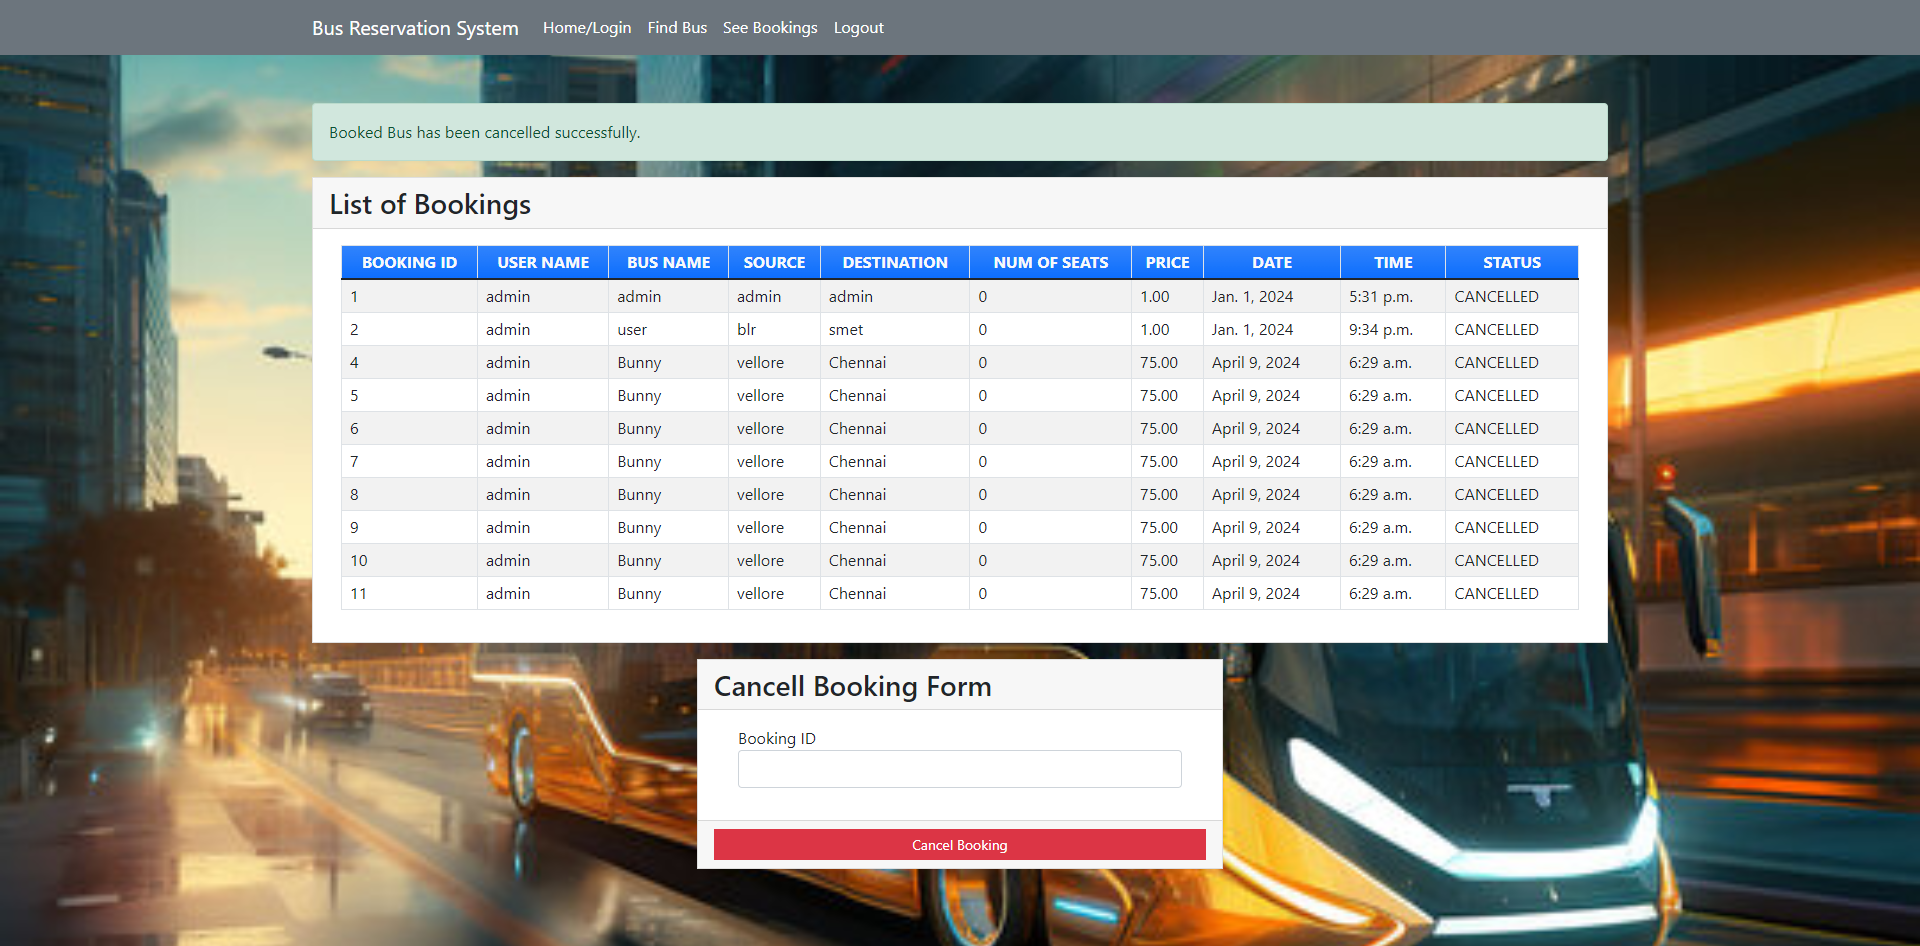 Bus Reservation System Home/Login Find Bus See Bookings Logout
Booked Bus has been cancelled successfully.
List of Bookings
BOOKING ID USER NAME BUS NAME SOURCE DESTINATION NUM OF SEATS PRICE DATE TIME STATUS
1 admin admin admin admin 0 1.00 Jan. 1, 2024 5:31 p.m. CANCELLED
2 admin user blr smet 0 1.00 Jan. 1, 2024 9:34 p.m. CANCELLED
4 admin Bunny vellore Chennai 0 75.00 April 9, 2024 6:29 a.m. CANCELLED
5 admin Bunny vellore Chennai 0 75.00 April 9, 2024 6:29 a.m. CANCELLED
6 admin Bunny vellore Chennai 0 75.00 April 9, 2024 6:29 a.m. CANCELLED
7 admin Bunny vellore Chennai 0 75.00 April 9, 2024 6:29 a.m. CANCELLED
8 admin Bunny vellore Chennai 0 75.00 April 9, 2024 6:29 a.m. CANCELLED
9 admin Bunny vellore Chennai 0 75.00 April 9, 2024 6:29 a.m. CANCELLED
10 admin Bunny vellore Chennai 0 75.00 April 9, 2024 6:29 a.m. CANCELLED
11 admin Bunny vellore Chennai 0 75.00 April 9, 2024 6:29 a.m. CANCELLED
Cancell Booking Form
Booking ID
Cancel Booking